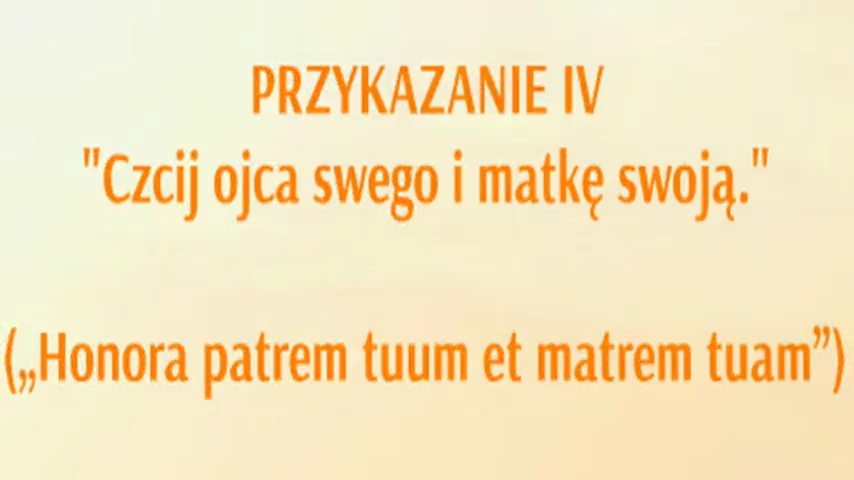 PRZYKAZANIE IV
"Czcij ojca swego i matkę swoją."
(„Honora patrem tuum et matrem tuam”)